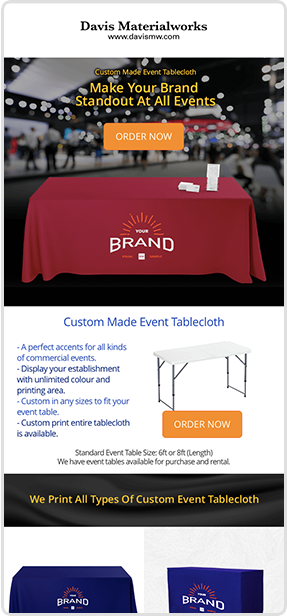 Davis Materialworks
www.davismw.com
Custom Made Event Tablecloth
Make Your Brand
Standout At All Events
ORDER NOW
YOUR
BRAND
Custom Made Event Tablecloth
- A perfect accents for all kinds
of commercial events.
- Display your establishment
with unlimited colour and
printing area.
- Custom in any sizes to fit your
event table.
- Custom print entire tablecloth
is available.
ORDER NOW
Standard Event Table Size: 6ft or 8ft (Length)
We have event tables available for purchase and rental.
We Print All Types Of Custom Event Tablecloth
YOUR
BRAND
YOUR
BRAND